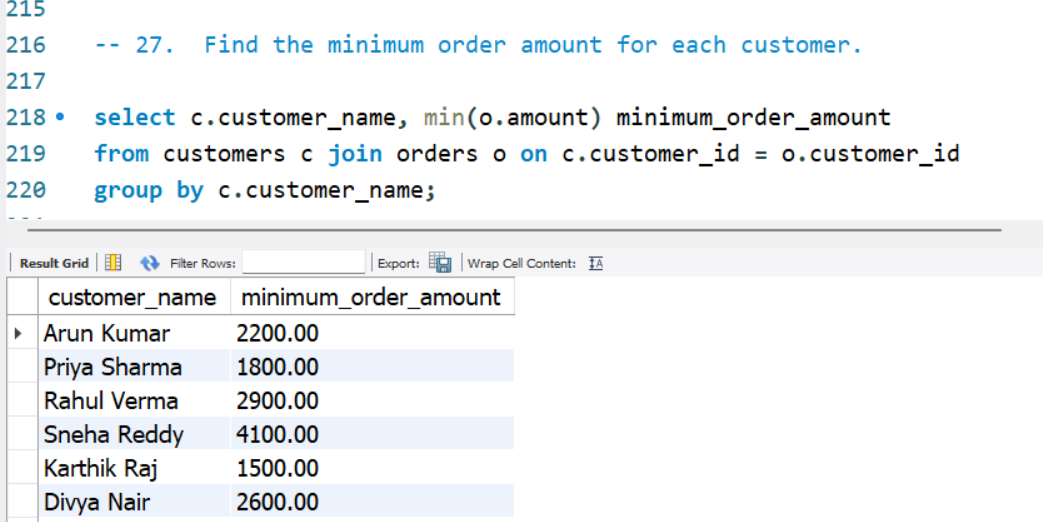 215
216 -- 27. Find the minimum order amount for each customer.
217
218 select c.customer_name, min(o.amount) minimum_order_amount
219 from customers c join orders o on c.customer_id = o.customer_id
220 group by c.customer_name;
Result Grid Filter Rows: Export: Wrap Cell Content: IA
customer_name minimum_order_amount
Arun Kumar 2200.00
Priya Sharma 1800.00
Rahul Verma 2900.00
Sneha Reddy 4100.00
Karthik Raj 1500.00
Divya Nair 2600.00